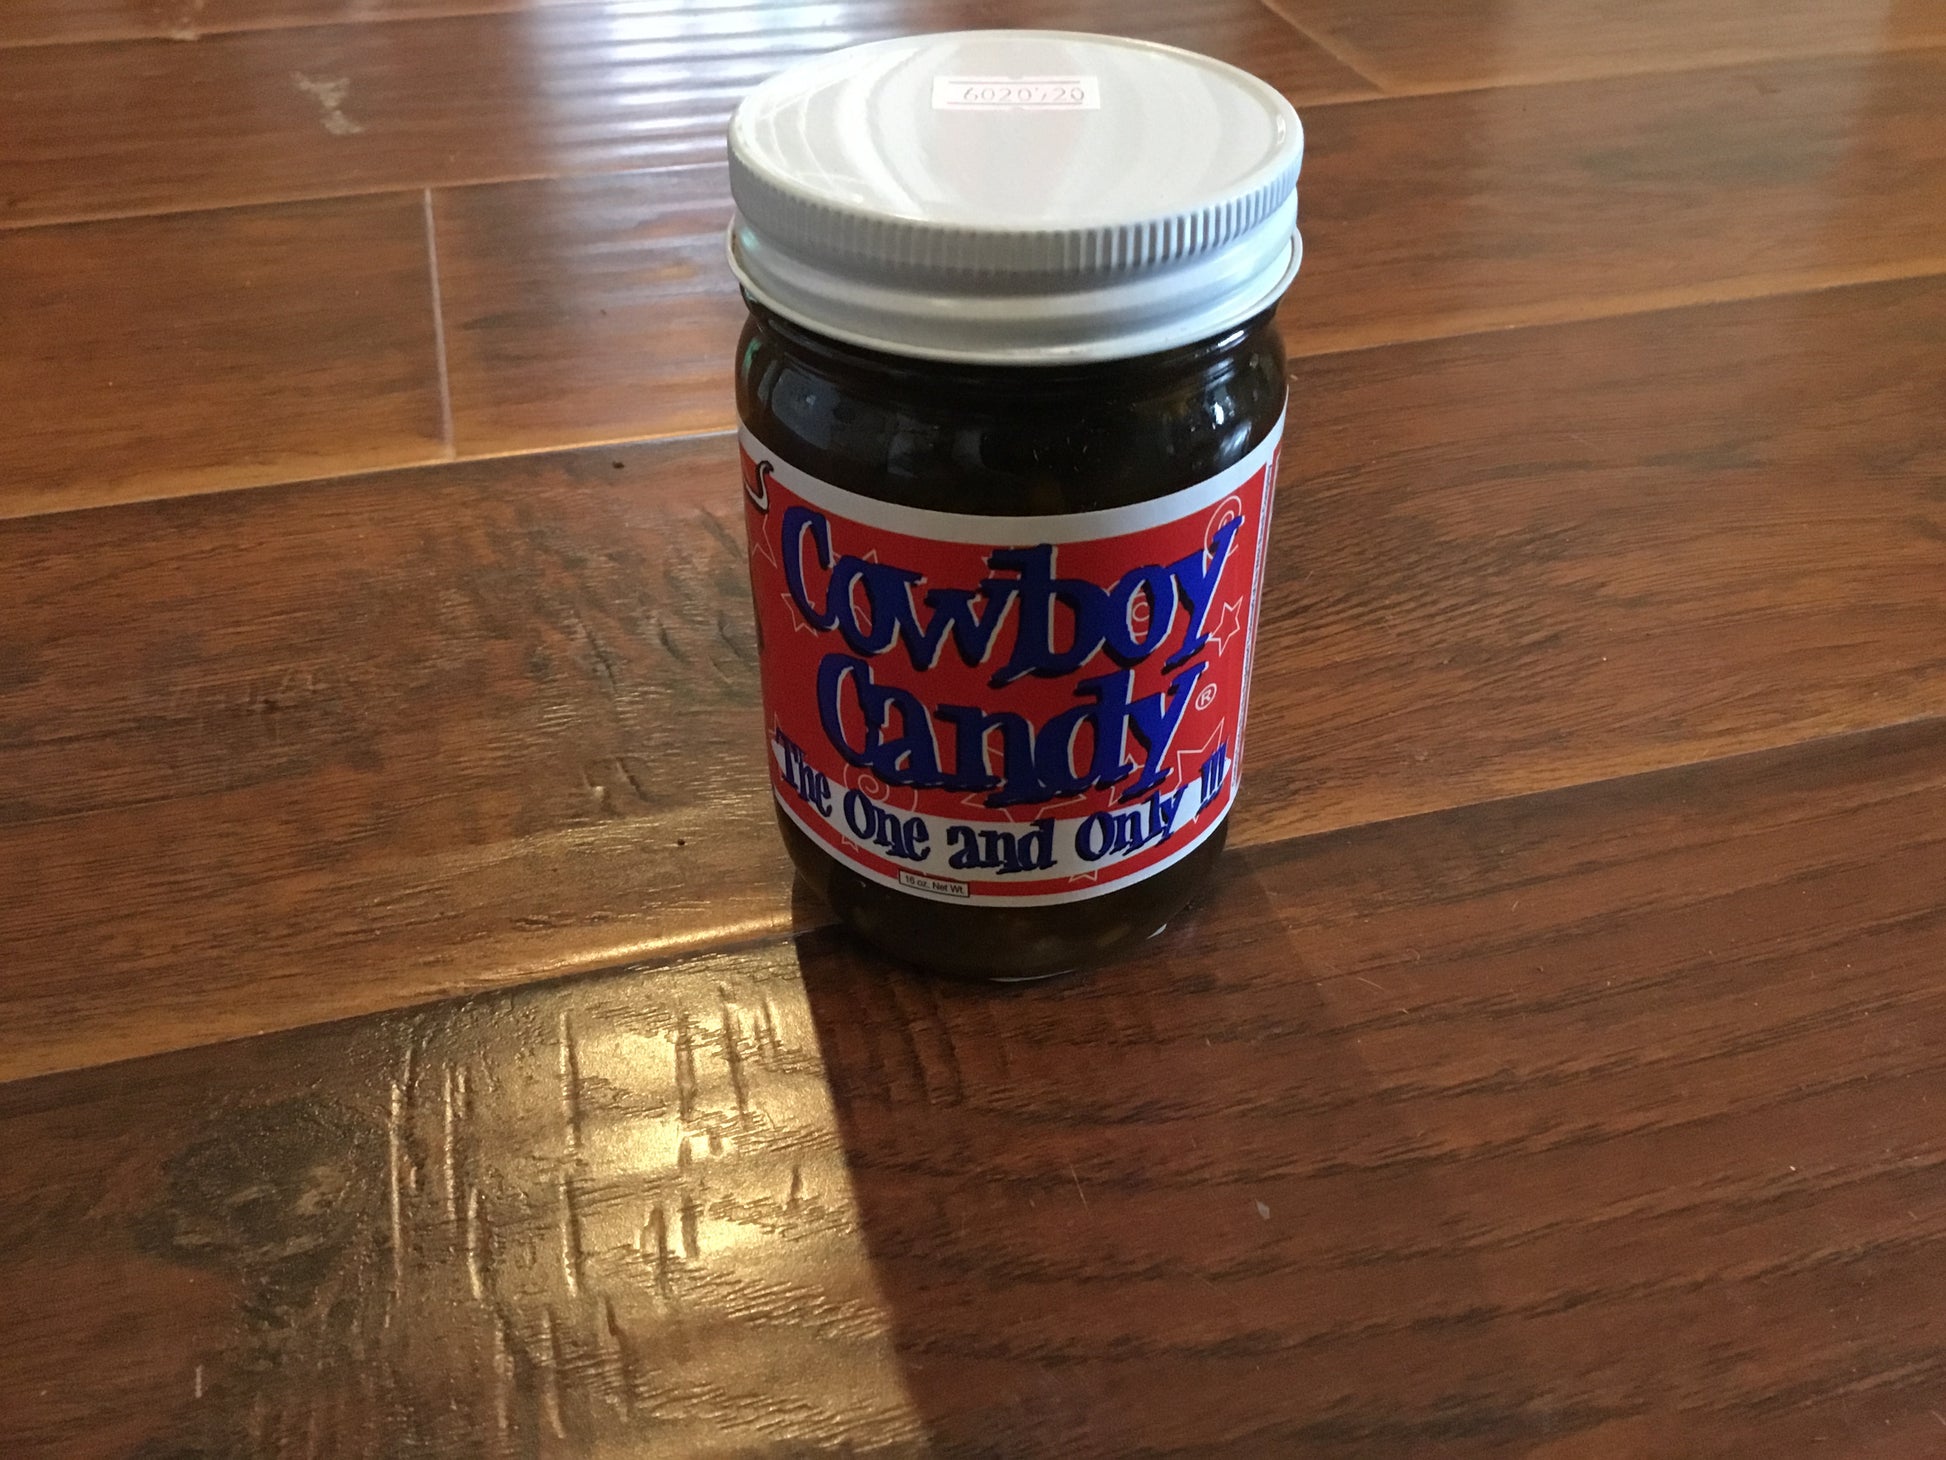 6020'/20
Cowboy
Candy®
The One and Only !!!
16 oz. Net Wt.